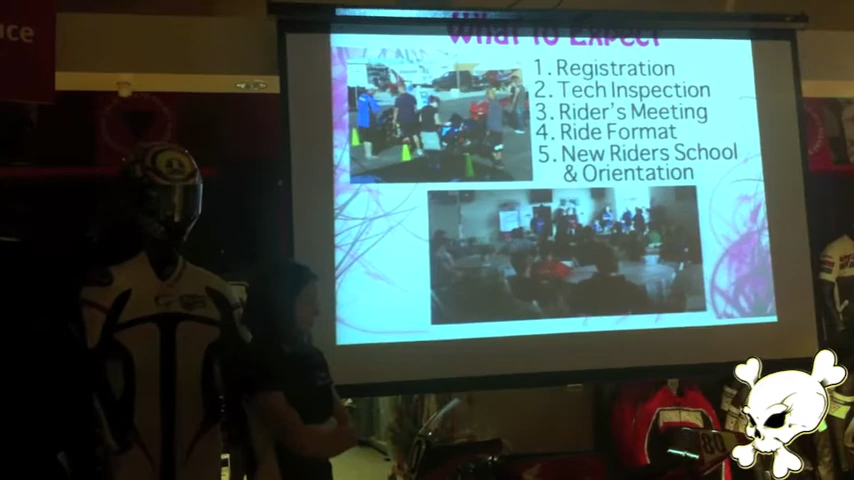 What to Expect
1. Registration
2. Tech Inspection
3. Rider's Meeting
4. Ride Format
5. New Riders School
& Orientation
80